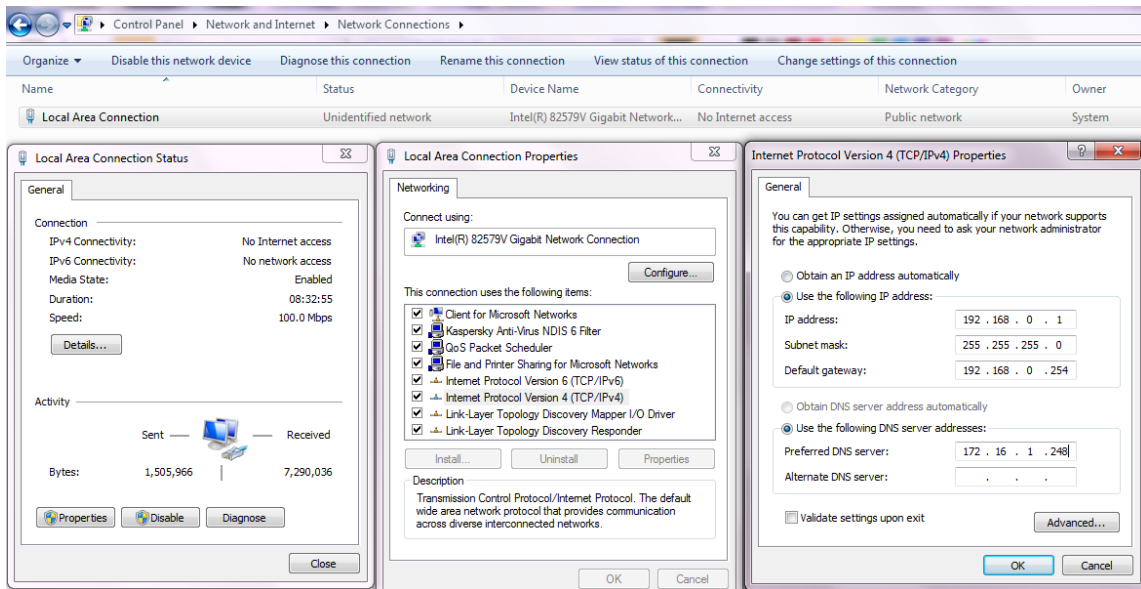 Control Panel ▸ Network and Internet ▸ Network Connections ▸
Organize ▾ Disable this network device Diagnose this connection Rename this connection View status of this connection Change settings of this connection
Name Status Device Name Connectivity Network Category Owner
Local Area Connection Unidentified network Intel(R) 82579V Gigabit Network... No Internet access Public network System
Local Area Connection Status
General
Connection
IPv4 Connectivity: No Internet access
IPv6 Connectivity: No network access
Media State: Enabled
Duration: 08:32:55
Speed: 100.0 Mbps
Details...
Activity
Sent — — Received
Bytes: 1,505,966 | 7,290,036
Properties Disable Diagnose
Close
Local Area Connection Properties
Networking
Connect using:
Intel(R) 82579V Gigabit Network Connection
Configure...
This connection uses the following items:
Client for Microsoft Networks
Kaspersky Anti-Virus NDIS 6 Filter
QoS Packet Scheduler
File and Printer Sharing for Microsoft Networks
Internet Protocol Version 6 (TCP/IPv6)
Internet Protocol Version 4 (TCP/IPv4)
Link-Layer Topology Discovery Mapper I/O Driver
Link-Layer Topology Discovery Responder
Install... Uninstall Properties
Description
Transmission Control Protocol/Internet Protocol. The default
wide area network protocol that provides communication
across diverse interconnected networks.
OK Cancel
Internet Protocol Version 4 (TCP/IPv4) Properties
General
You can get IP settings assigned automatically if your network supports
this capability. Otherwise, you need to ask your network administrator
for the appropriate IP settings.
Obtain an IP address automatically
Use the following IP address:
IP address: 192 . 168 . 0 . 1
Subnet mask: 255 . 255 . 255 . 0
Default gateway: 192 . 168 . 0 . 254
Obtain DNS server address automatically
Use the following DNS server addresses:
Preferred DNS server: 172 . 16 . 1 . 248
Alternate DNS server: . . .
Validate settings upon exit
Advanced...
OK Cancel